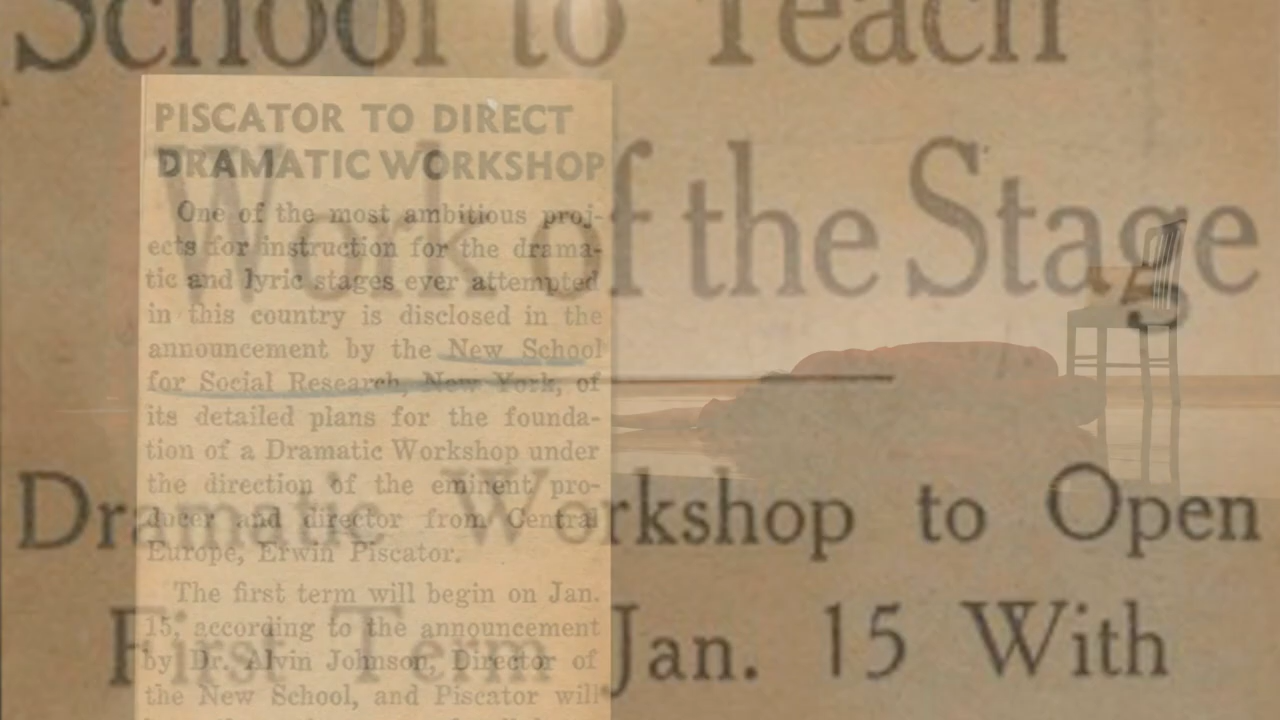 School to Teach
Work of the Stage
Dramatic Workshop to Open
First Term Jan. 15 With
PISCATOR TO DIRECT
DRAMATIC WORKSHOP
One of the most ambitious proj-
ects for instruction for the drama-
tic and lyric stages ever attempted
in this country is disclosed in the
announcement by the New School
for Social Research, New York, of
its detailed plans for the founda-
tion of a Dramatic Workshop under
the direction of the eminent pro-
ducer and director from Central
Europe, Erwin Piscator.
The first term will begin on Jan.
15, according to the announcement
by Dr. Alvin Johnson, Director of
the New School, and Piscator will